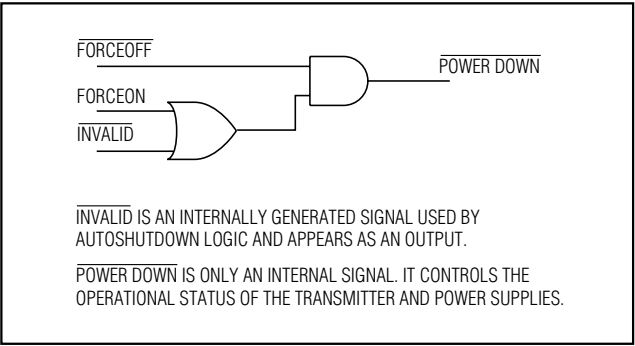 FORCEOFF
POWER DOWN
FORCEON
INVALID
INVALID IS AN INTERNALLY GENERATED SIGNAL USED BY
AUTOSHUTDOWN LOGIC AND APPEARS AS AN OUTPUT.
POWER DOWN IS ONLY AN INTERNAL SIGNAL. IT CONTROLS THE
OPERATIONAL STATUS OF THE TRANSMITTER AND POWER SUPPLIES.